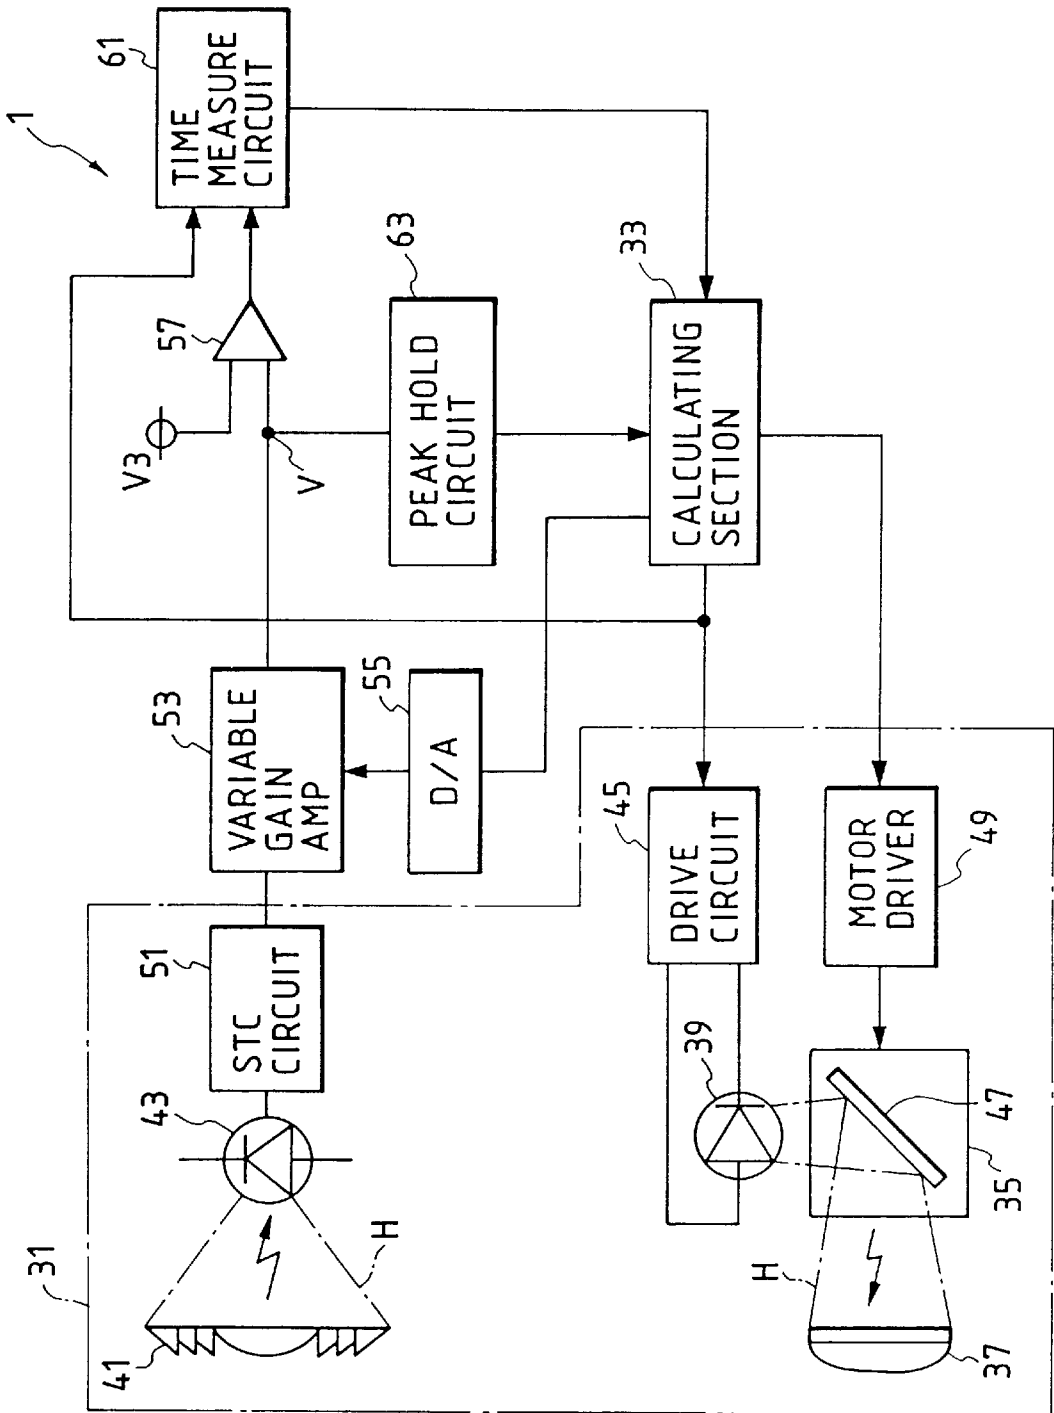 1
61
TIME
MEASURE
CIRCUIT
57
V3
V
63
PEAK HOLD
CIRCUIT
33
CALCULATING
SECTION
53
VARIABLE
GAIN
AMP
55
D/A
45
DRIVE
CIRCUIT
MOTOR
DRIVER
49
51
STC
CIRCUIT
43
39
47
35
31
H
H
41
37